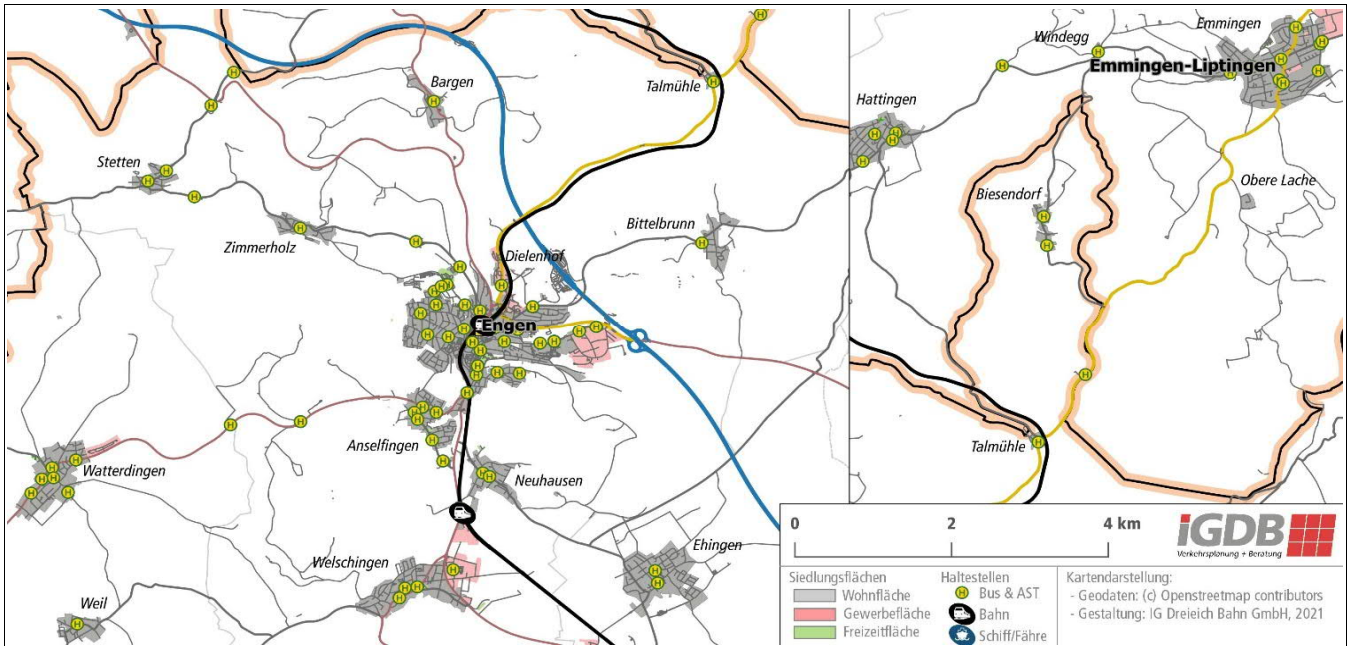 Bargen
Talmühle
Stetten
Zimmerholz
Bittelbrunn
Dielenhof
Engen
Anselfingen
Watterdingen
Neuhausen
Welschingen
Ehingen
Weil
Windegg
Emmingen
Emmingen-Liptingen
Hattingen
Biesendorf
Obere Lache
Talmühle
0 2 4 km
iGDB
Verkehrsplanung + Beratung
Siedlungsflächen
Wohnfläche
Gewerbefläche
Freizeitfläche
Haltestellen
H Bus & AST
Bahn
Schiff/Fähre
Kartendarstellung:
- Geodaten: (c) Openstreetmap contributors
- Gestaltung: IG Dreieich Bahn GmbH, 2021